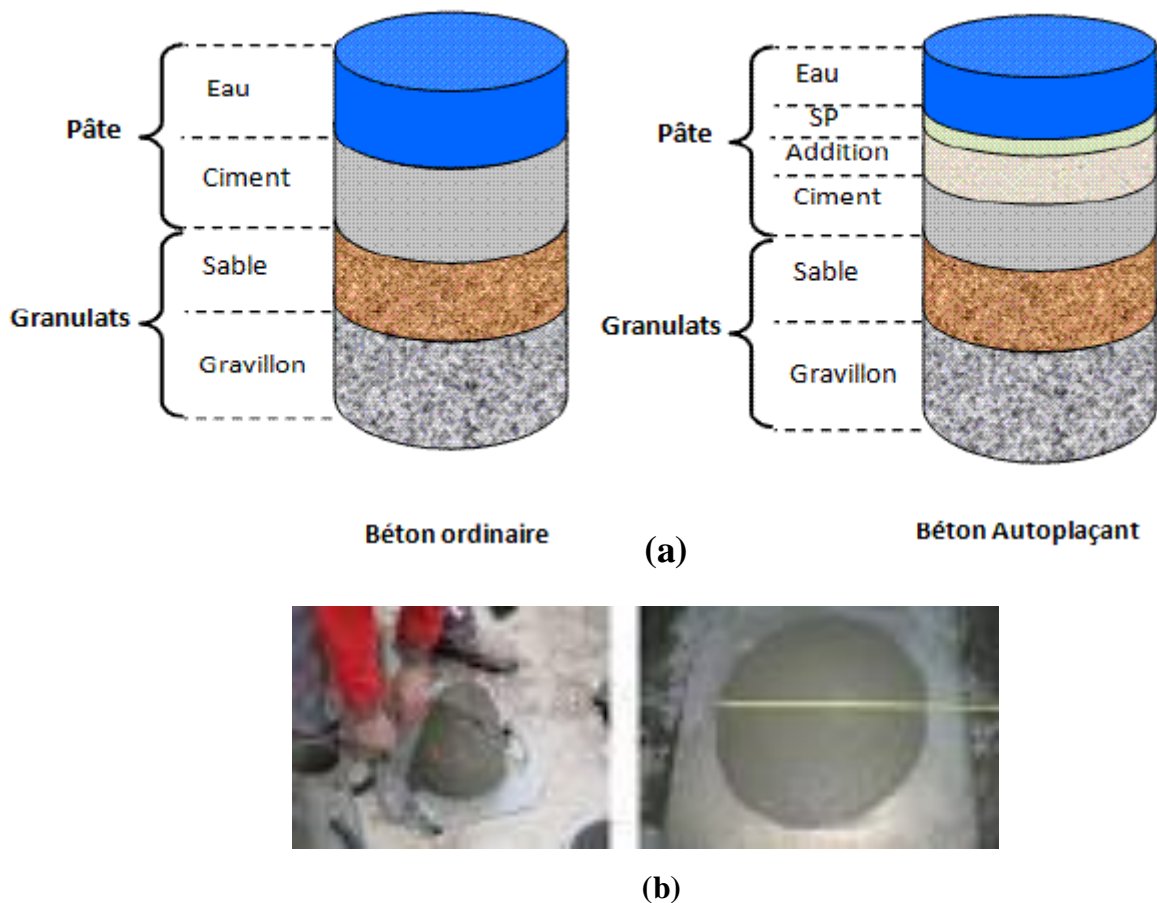 Eau
Pâte
Ciment
Sable
Granulats
Gravillon
Béton ordinaire
Eau
SP
Pâte
Addition
Ciment
Sable
Granulats
Gravillon
Béton Autoplaçant
(a)
(b)